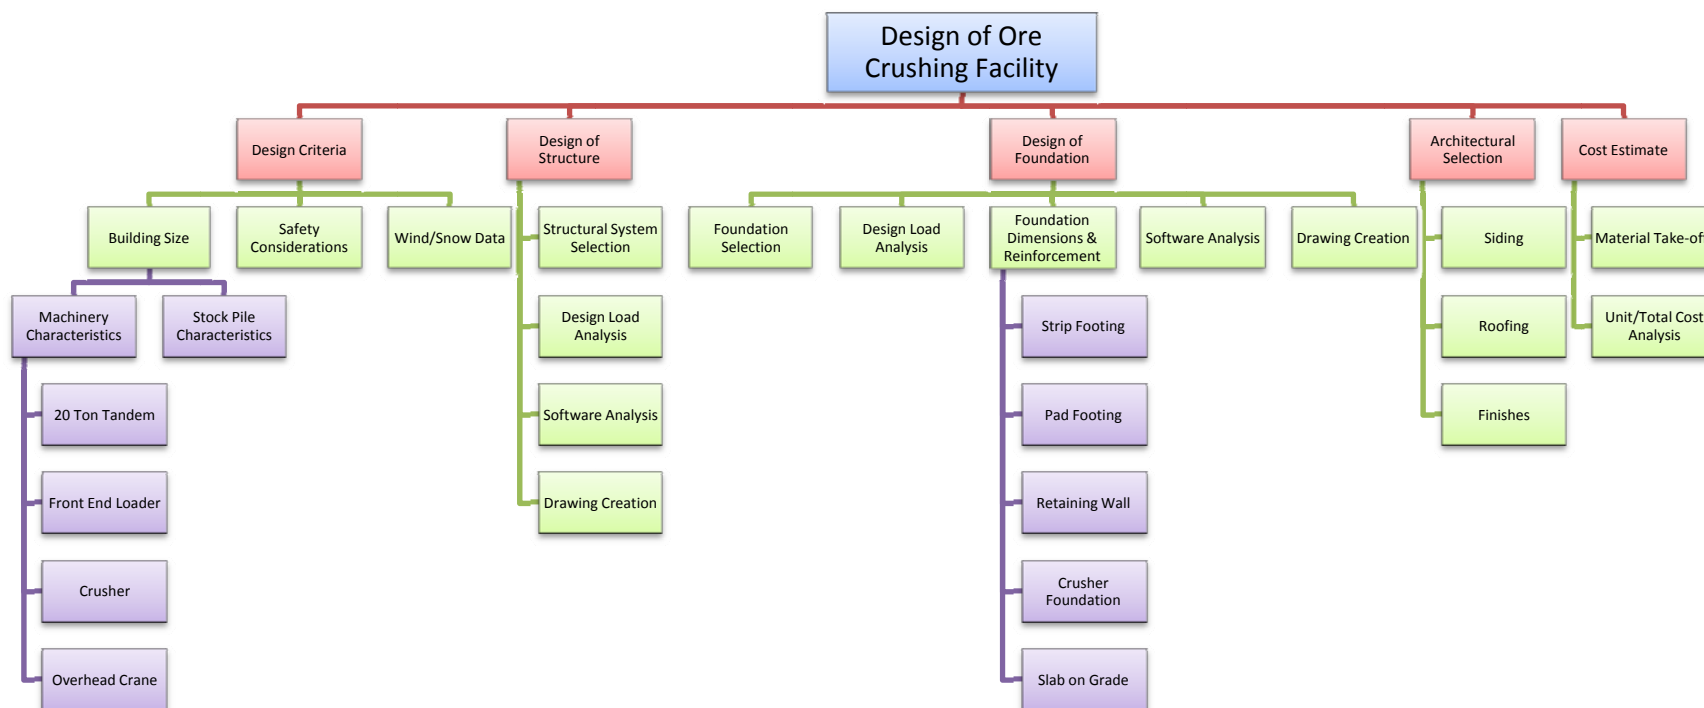 Design of Ore
Crushing Facility
Design Criteria
Design of
Structure
Design of
Foundation
Architectural
Selection
Cost Estimate
Building Size
Safety
Considerations
Wind/Snow Data
Structural System
Selection
Foundation
Selection
Design Load
Analysis
Foundation
Dimensions &
Reinforcement
Software Analysis
Drawing Creation
Siding
Material Take-off
Machinery
Characteristics
Stock Pile
Characteristics
Design Load
Analysis
Strip Footing
Roofing
Unit/Total Cost
Analysis
20 Ton Tandem
Software Analysis
Pad Footing
Finishes
Front End Loader
Drawing Creation
Retaining Wall
Crusher
Crusher
Foundation
Overhead Crane
Slab on Grade